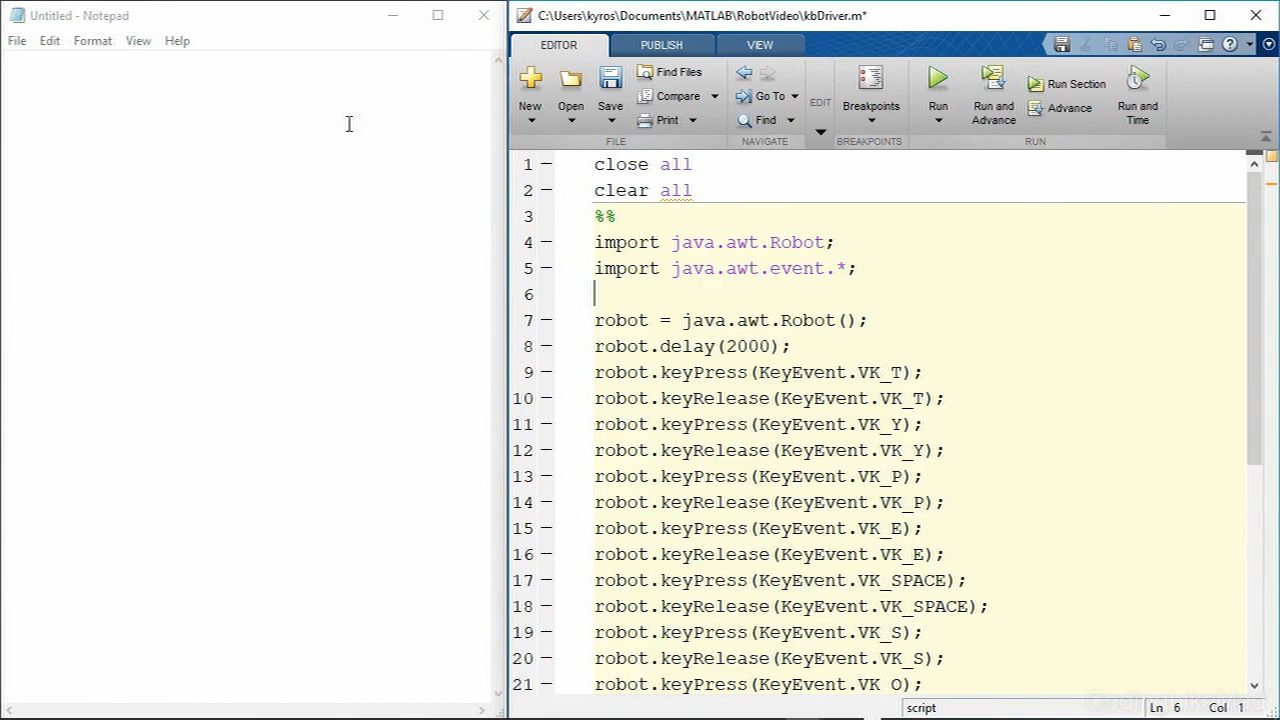 Untitled - Notepad
File Edit Format View Help
C:\Users\kyros\Documents\MATLAB\RobotVideo\kbDriver.m*
EDITOR PUBLISH VIEW
New Open Save Find Files Compare Print
Go To Find
EDIT
Breakpoints
Run Run and Advance Run Section Advance Run and Time
FILE NAVIGATE BREAKPOINTS RUN
1 close all
2 clear all
3 %%
4 import java.awt.Robot;
5 import java.awt.event.*;
6
7 robot = java.awt.Robot();
8 robot.delay(2000);
9 robot.keyPress(KeyEvent.VK_T);
10 robot.keyRelease(KeyEvent.VK_T);
11 robot.keyPress(KeyEvent.VK_Y);
12 robot.keyRelease(KeyEvent.VK_Y);
13 robot.keyPress(KeyEvent.VK_P);
14 robot.keyRelease(KeyEvent.VK_P);
15 robot.keyPress(KeyEvent.VK_E);
16 robot.keyRelease(KeyEvent.VK_E);
17 robot.keyPress(KeyEvent.VK_SPACE);
18 robot.keyRelease(KeyEvent.VK_SPACE);
19 robot.keyPress(KeyEvent.VK_S);
20 robot.keyRelease(KeyEvent.VK_S);
21 robot.keyPress(KeyEvent.VK_O);
script Ln 6 Col 1